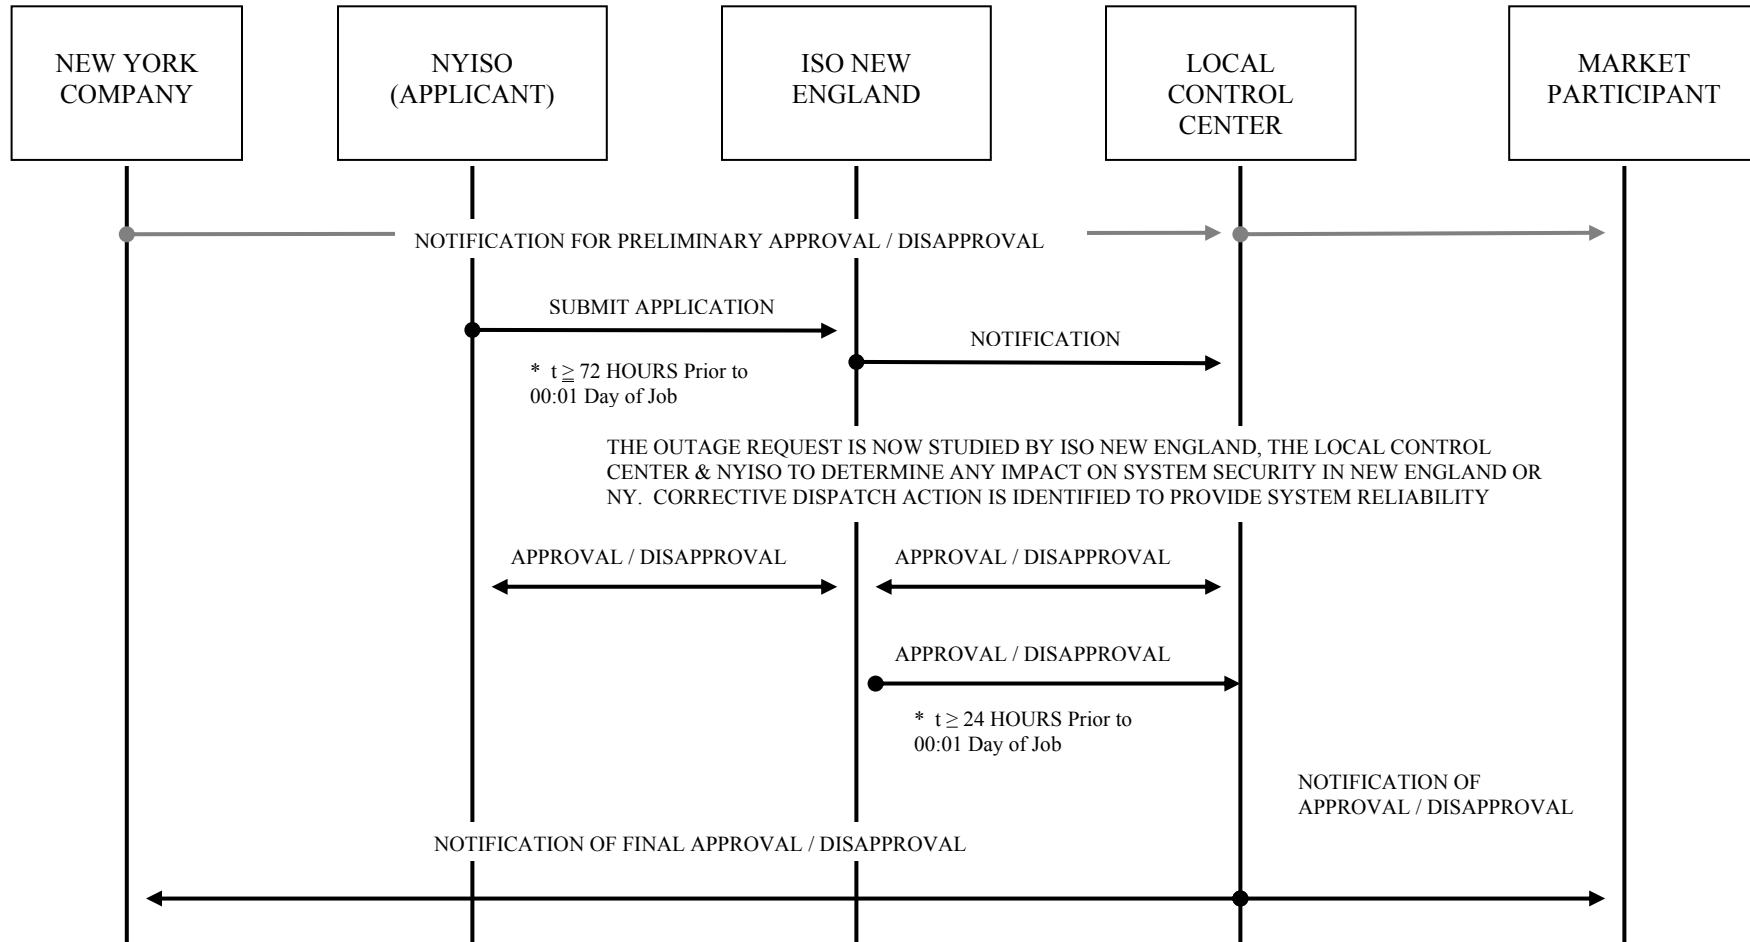 NEW YORK
COMPANY
NYISO
(APPLICANT)
ISO NEW
ENGLAND
LOCAL
CONTROL
CENTER
MARKET
PARTICIPANT
NOTIFICATION FOR PRELIMINARY APPROVAL / DISAPPROVAL
SUBMIT APPLICATION
NOTIFICATION
* t ≥ 72 HOURS Prior to
00:01 Day of Job
THE OUTAGE REQUEST IS NOW STUDIED BY ISO NEW ENGLAND, THE LOCAL CONTROL
CENTER & NYISO TO DETERMINE ANY IMPACT ON SYSTEM SECURITY IN NEW ENGLAND OR
NY. CORRECTIVE DISPATCH ACTION IS IDENTIFIED TO PROVIDE SYSTEM RELIABILITY
APPROVAL / DISAPPROVAL
APPROVAL / DISAPPROVAL
APPROVAL / DISAPPROVAL
* t ≥ 24 HOURS Prior to
00:01 Day of Job
NOTIFICATION OF
APPROVAL / DISAPPROVAL
NOTIFICATION OF FINAL APPROVAL / DISAPPROVAL